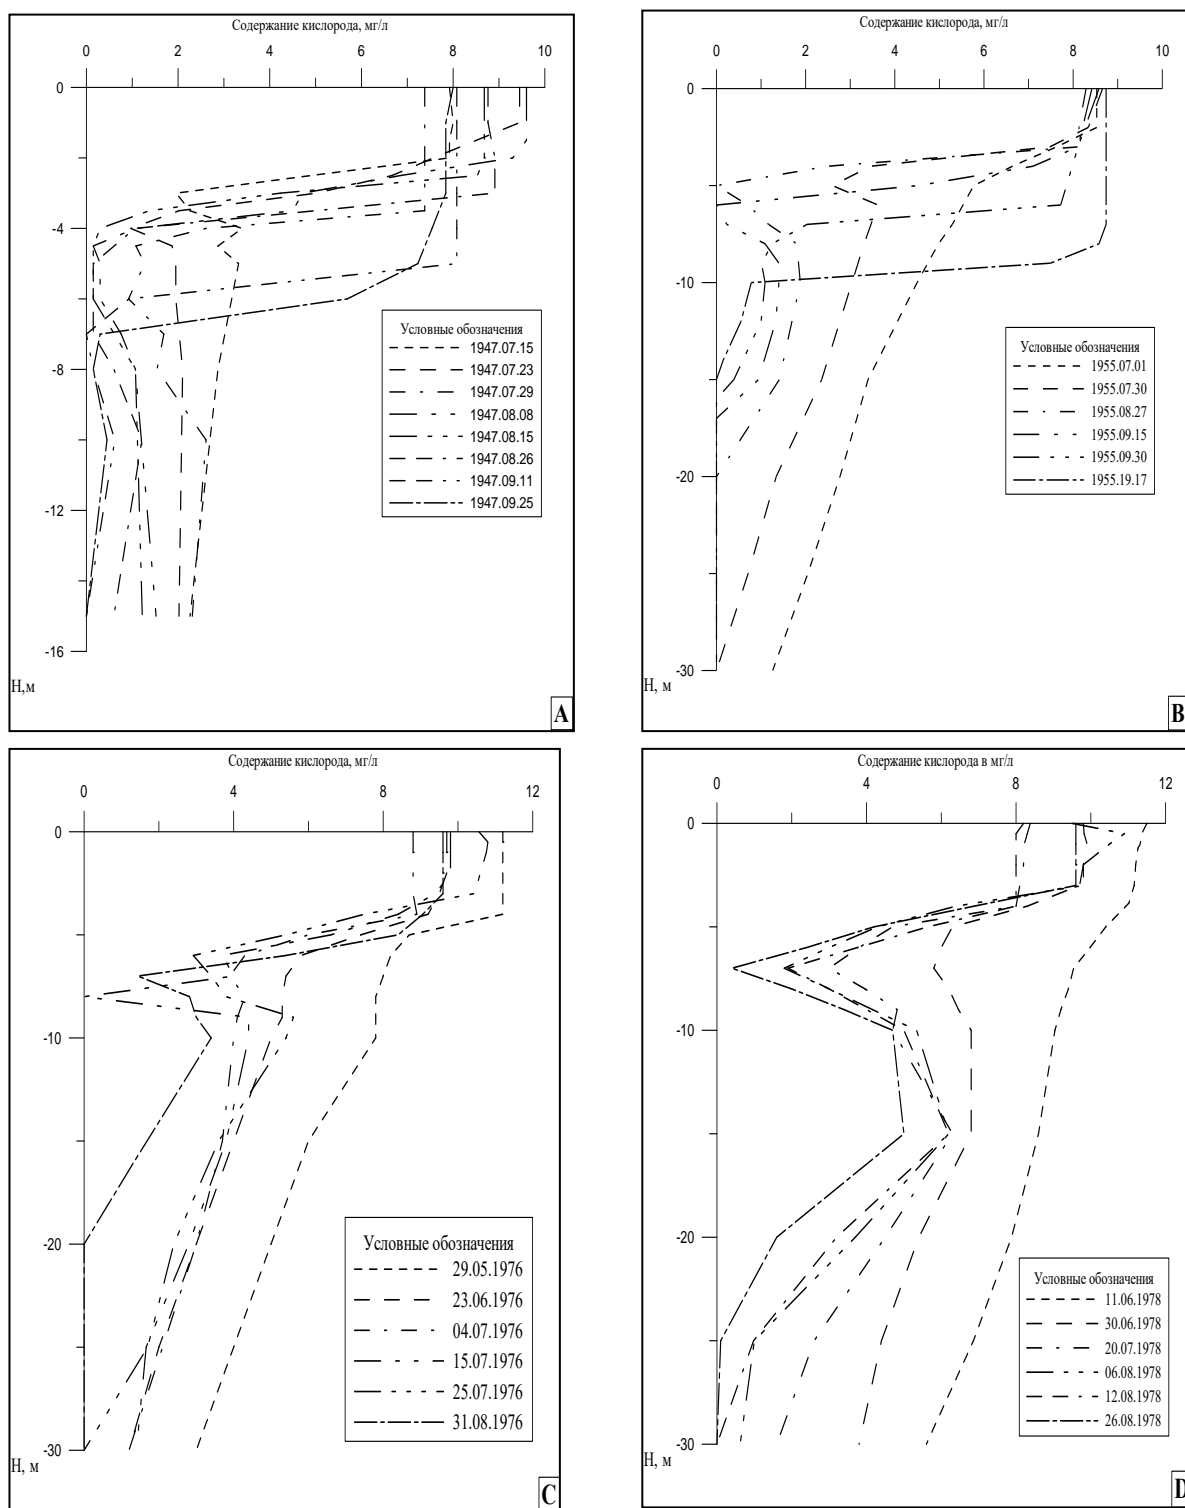 Содержание кислорода, мг/л
0 2 4 6 8 10
0
-4
-8
-12
-16
Н,м
Условные обозначения
1947.07.15
1947.07.23
1947.07.29
1947.08.08
1947.08.15
1947.08.26
1947.09.11
1947.09.25
A
Содержание кислорода, мг/л
0 2 4 6 8 10
0
-10
-20
-30
Н, м
Условные обозначения
1955.07.01
1955.07.30
1955.08.27
1955.09.15
1955.09.30
1955.19.17
B
Содержание кислорода, мг/л
0 4 8 12
0
-10
-20
-30
Н, м
Условные обозначения
29.05.1976
23.06.1976
04.07.1976
15.07.1976
25.07.1976
31.08.1976
C
Содержание кислорода в мг/л
0 4 8 12
0
-10
-20
-30
Н, м
Условные обозначения
11.06.1978
30.06.1978
20.07.1978
06.08.1978
12.08.1978
26.08.1978
D